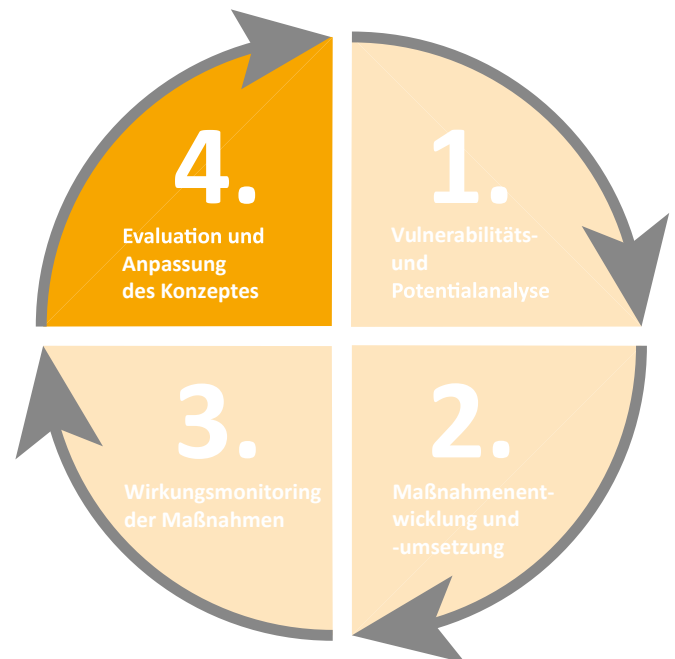 4.
Evaluation und
Anpassung
des Konzeptes
1.
Vulnerabilitäts-
und
Potentialanalyse
3.
Wirkungsmonitoring
der Maßnahmen
2.
Maßnahmenent-
wicklung und
-umsetzung